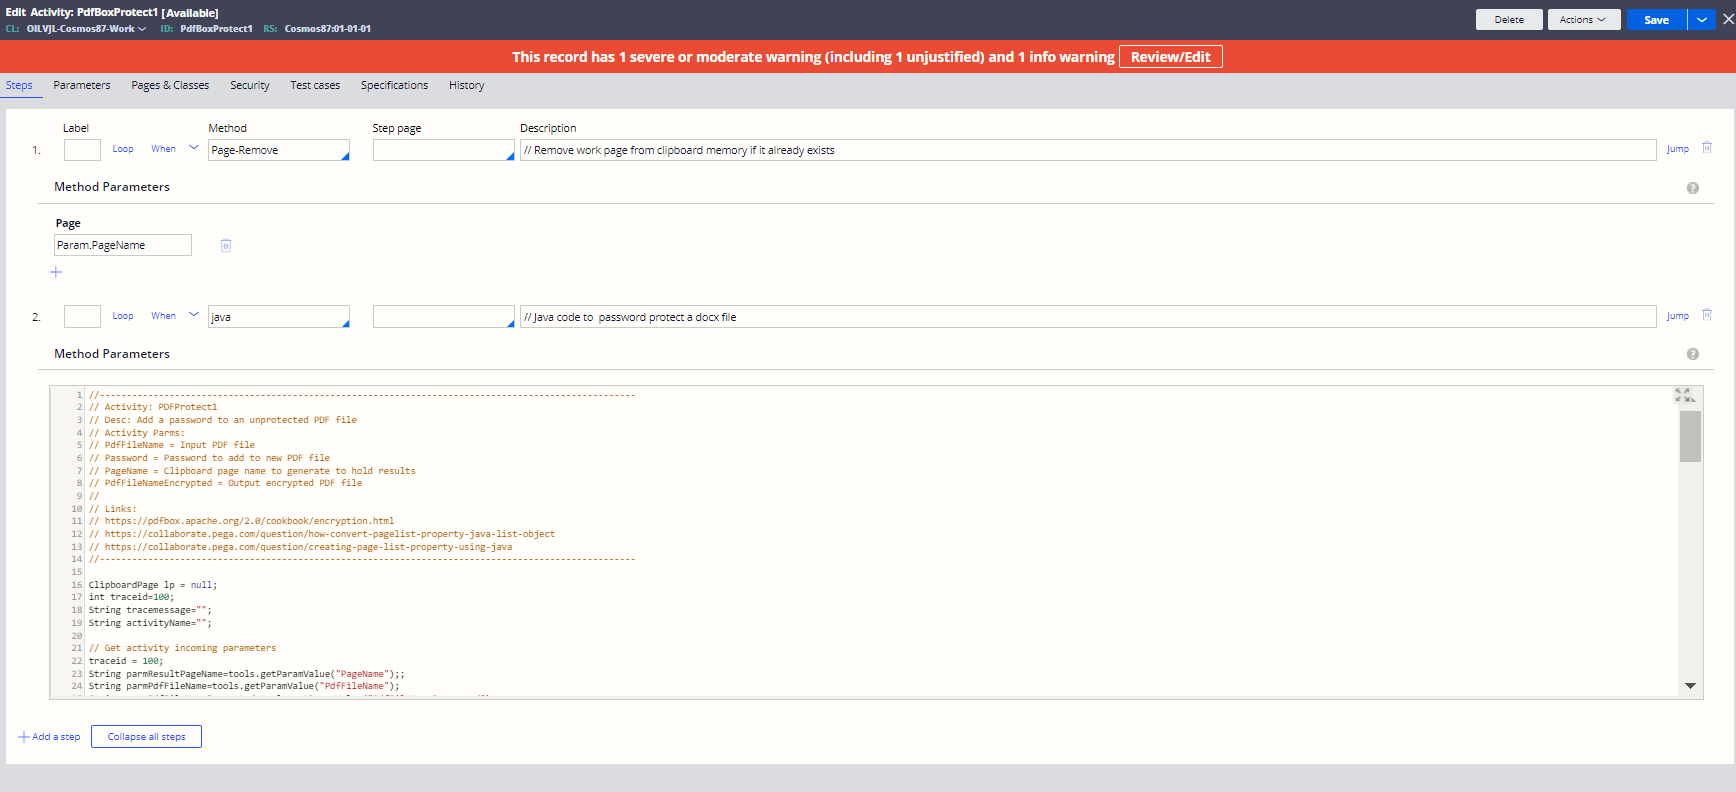 Edit Activity: PdfBoxProtect1 [Available]
CL: OILVJL-Cosmos87-Work ID: PdfBoxProtect1 RS: Cosmos87:01-01-01
Delete Actions Save
This record has 1 severe or moderate warning (including 1 unjustified) and 1 info warning Review/Edit
Steps Parameters Pages & Classes Security Test cases Specifications History
Label Method Step page Description
1. Loop When Page-Remove // Remove work page from clipboard memory if it already exists Jump
Method Parameters ?
Page
Param.PageName
2. Loop When java // Java code to  password protect a docx file Jump
Method Parameters ?
1 //----------------------------------------------------------------------------------------------------
2 // Activity: PDFProtect1
3 // Desc: Add a password to an unprotected PDF file
4 // Activity Parms:
5 // PdfFileName = Input PDF file
6 // Password = Password to add to new PDF file
7 // PageName = Clipboard page name to generate to hold results
8 // PdfFileNameEncrypted = Output encrypted PDF file
9 //
10 // Links:
11 // https://pdfbox.apache.org/2.0/cookbook/encryption.html
12 // https://collaborate.pega.com/question/how-convert-pagelist-property-java-list-object
13 // https://collaborate.pega.com/question/creating-page-list-property-using-java
14 //----------------------------------------------------------------------------------------------------
15
16 ClipboardPage lp = null;
17 int traceid=100;
18 String tracemessage="";
19 String activityName="";
20
21 // Get activity incoming parameters
22 traceid = 100;
23 String parmResultPageName=tools.getParamValue("PageName");;
24 String parmPdfFileName=tools.getParamValue("PdfFileName");
Add a step Collapse all steps